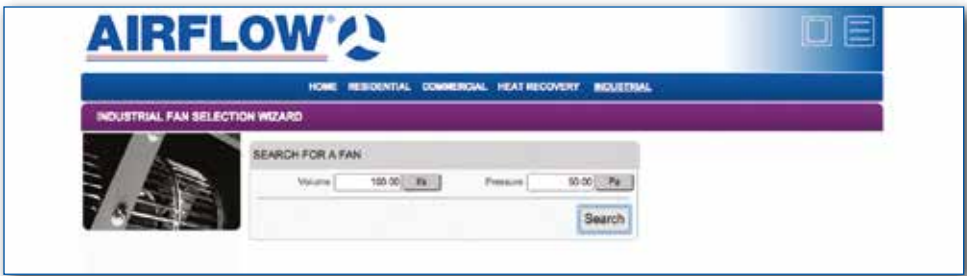 AIRFLOW
HOME RESIDENTIAL COMMERCIAL HEAT RECOVERY INDUSTRIAL
INDUSTRIAL FAN SELECTION WIZARD
SEARCH FOR A FAN
Volume 100.00 l/s Pressure 50.00 Pa
Search